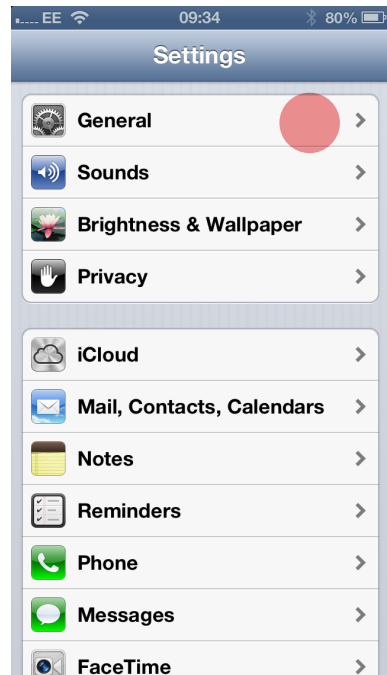 EE 09:34 80%
Settings
General
Sounds
Brightness & Wallpaper
Privacy
iCloud
Mail, Contacts, Calendars
Notes
Reminders
Phone
Messages
FaceTime